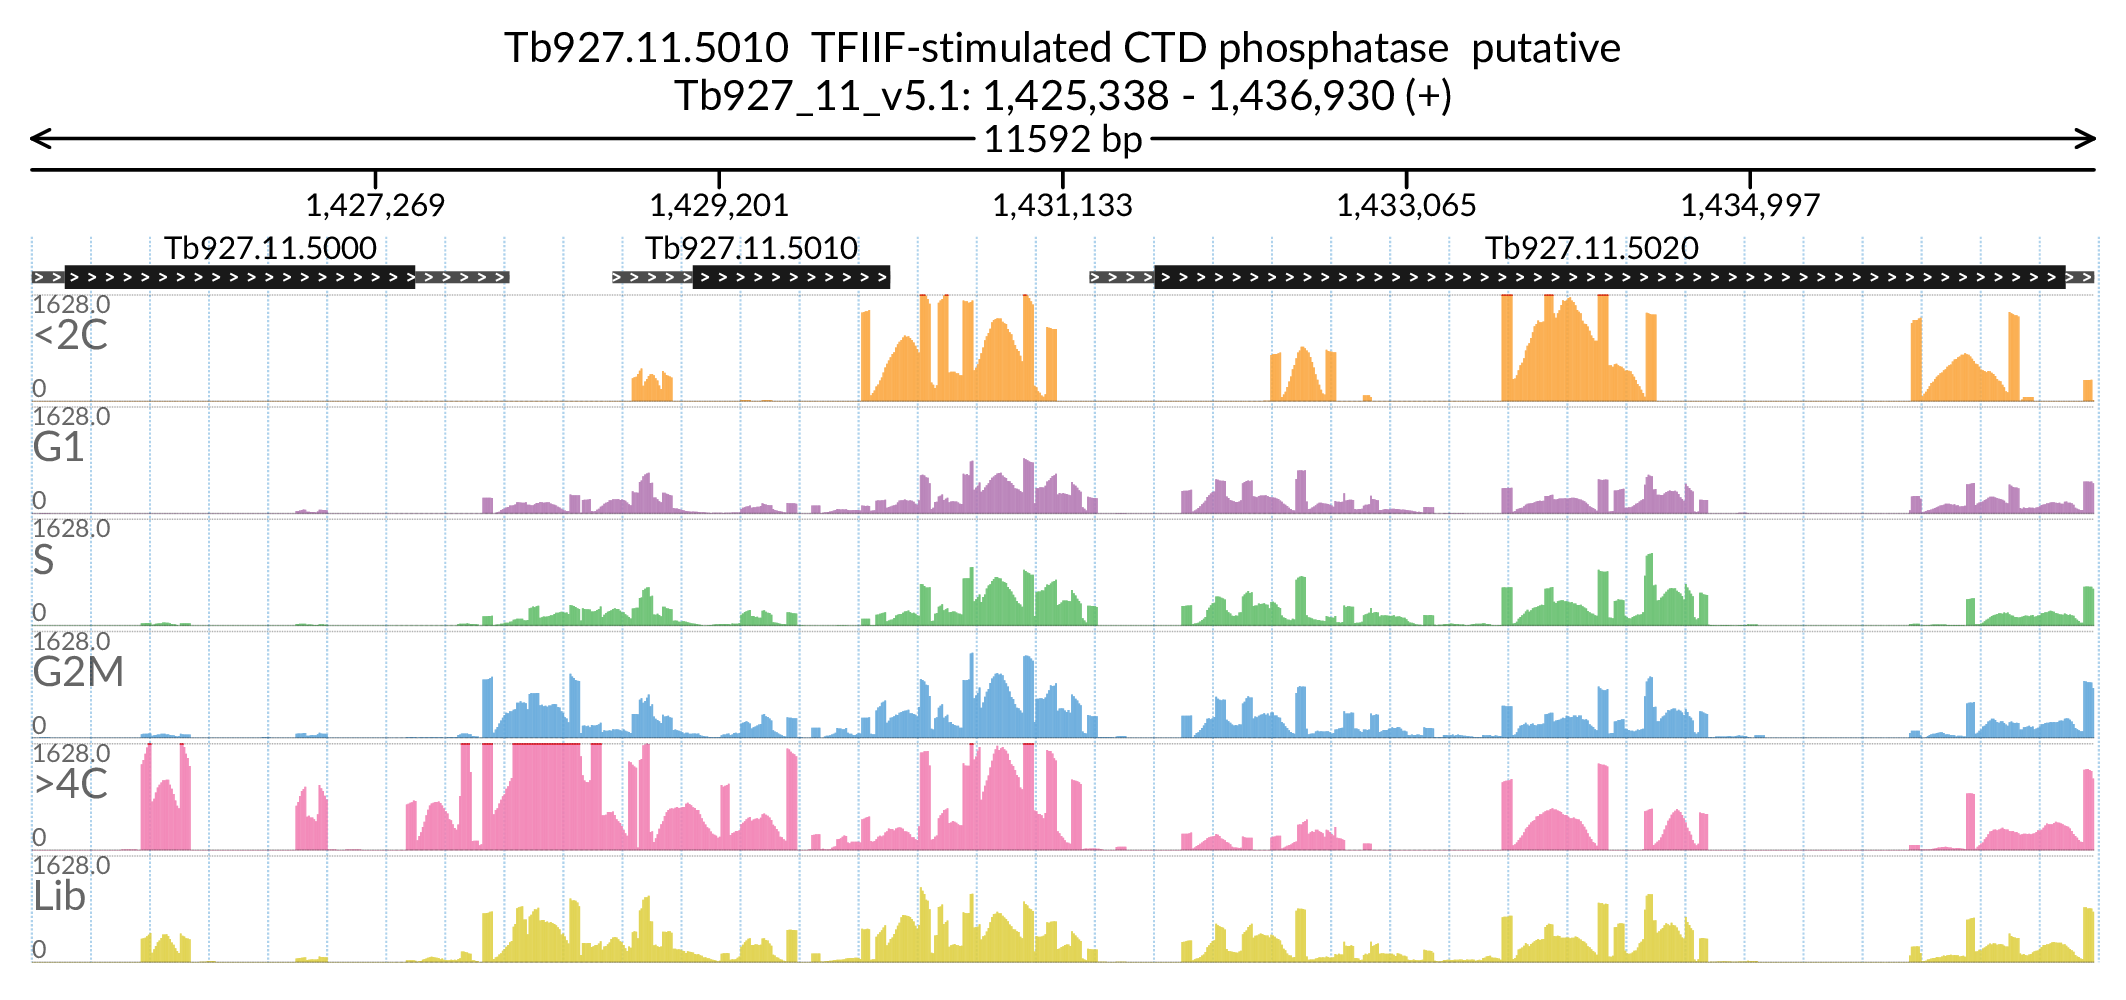 Tb927.11.5010  TFIIF-stimulated CTD phosphatase  putative
Tb927_11_v5.1: 1,425,338 - 1,436,930 (+)
11592 bp
1,427,269 1,429,201 1,431,133 1,433,065 1,434,997
Tb927.11.5000 Tb927.11.5010 Tb927.11.5020
1628.0
<2C
0
1628.0
G1
0
1628.0
S
0
1628.0
G2M
0
1628.0
>4C
0
1628.0
Lib
0